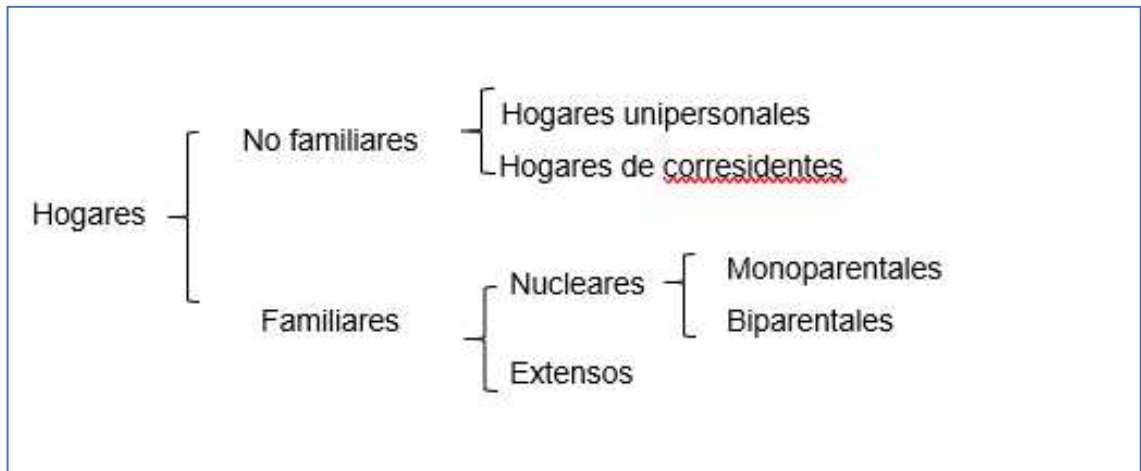 Hogares
No familiares
Hogares unipersonales
Hogares de corresidentes
Familiares
Nucleares
Monoparentales
Biparentales
Extensos